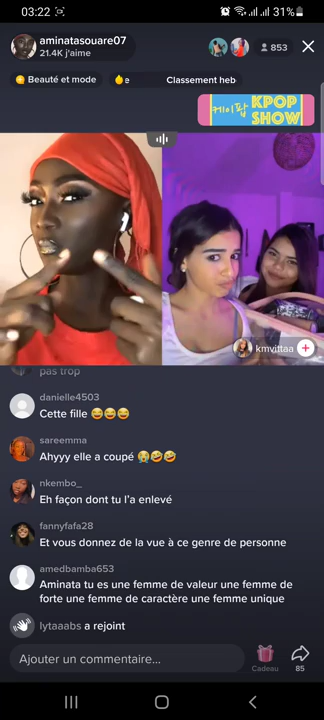 03:22
31%
aminatasouare07
21.4K j'aime
853
Beauté et mode
e
Classement heb
케이팝
KPOP
SHOW
kmvittaa
pas trop
danielle4503
Cette fille 😂😂😂
sareemma
Ahyyy elle a coupé 😭🤣🤣
nkembo_
Eh façon dont tu l'a enlevé
fannyfafa28
Et vous donnez de la vue à ce genre de personne
amedbamba653
Aminata tu es une femme de valeur une femme de
forte une femme de caractère une femme unique
lytaaabs a rejoint
Ajouter un commentaire...
Cadeau
85